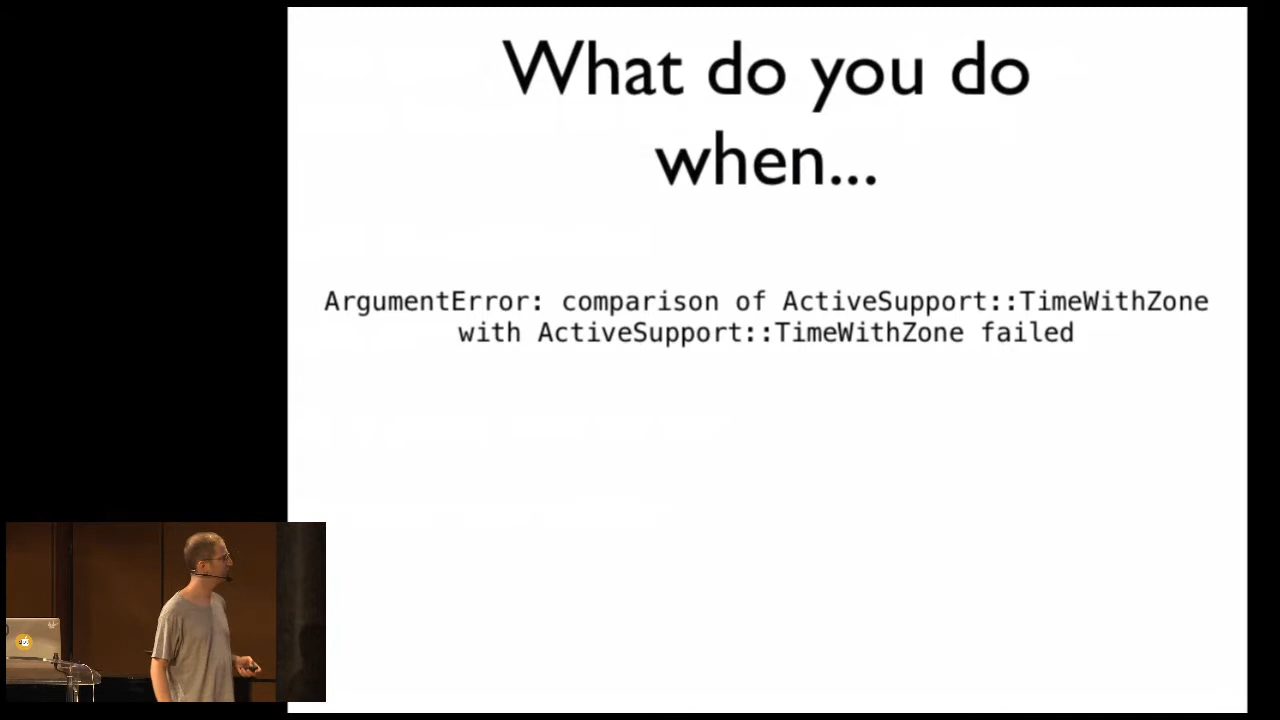 What do you do
when...
ArgumentError: comparison of ActiveSupport::TimeWithZone
with ActiveSupport::TimeWithZone failed